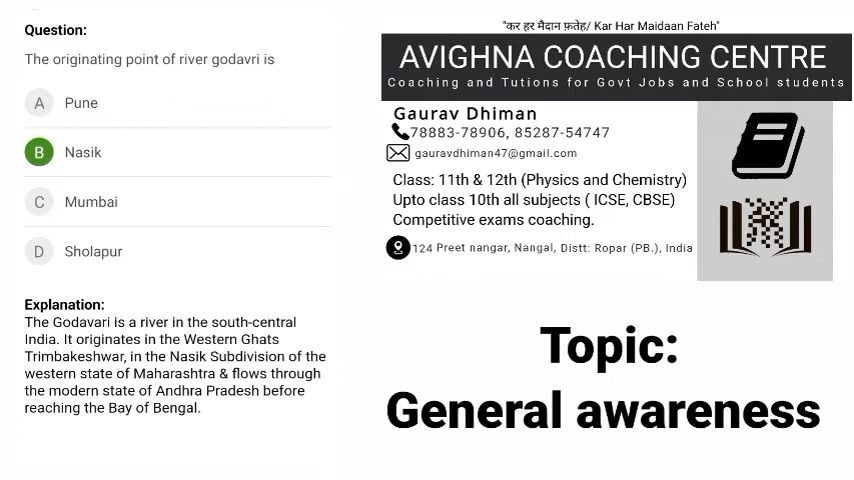 Question:
The originating point of river godavri is
A Pune
B Nasik
C Mumbai
D Sholapur
Explanation:
The Godavari is a river in the south-central
India. It originates in the Western Ghats
Trimbakeshwar, in the Nasik Subdivision of the
western state of Maharashtra & flows through
the modern state of Andhra Pradesh before
reaching the Bay of Bengal.
"कर हर मैदान फ़तेह/ Kar Har Maidaan Fateh"
AVIGHNA COACHING CENTRE
Coaching and Tutions for Govt Jobs and School students
Gaurav Dhiman
78883-78906, 85287-54747
gauravdhiman47@gmail.com
Class: 11th & 12th (Physics and Chemistry)
Upto class 10th all subjects ( ICSE, CBSE)
Competitive exams coaching.
124 Preet nangar, Nangal, Distt: Ropar (PB.), India
Topic:
General awareness